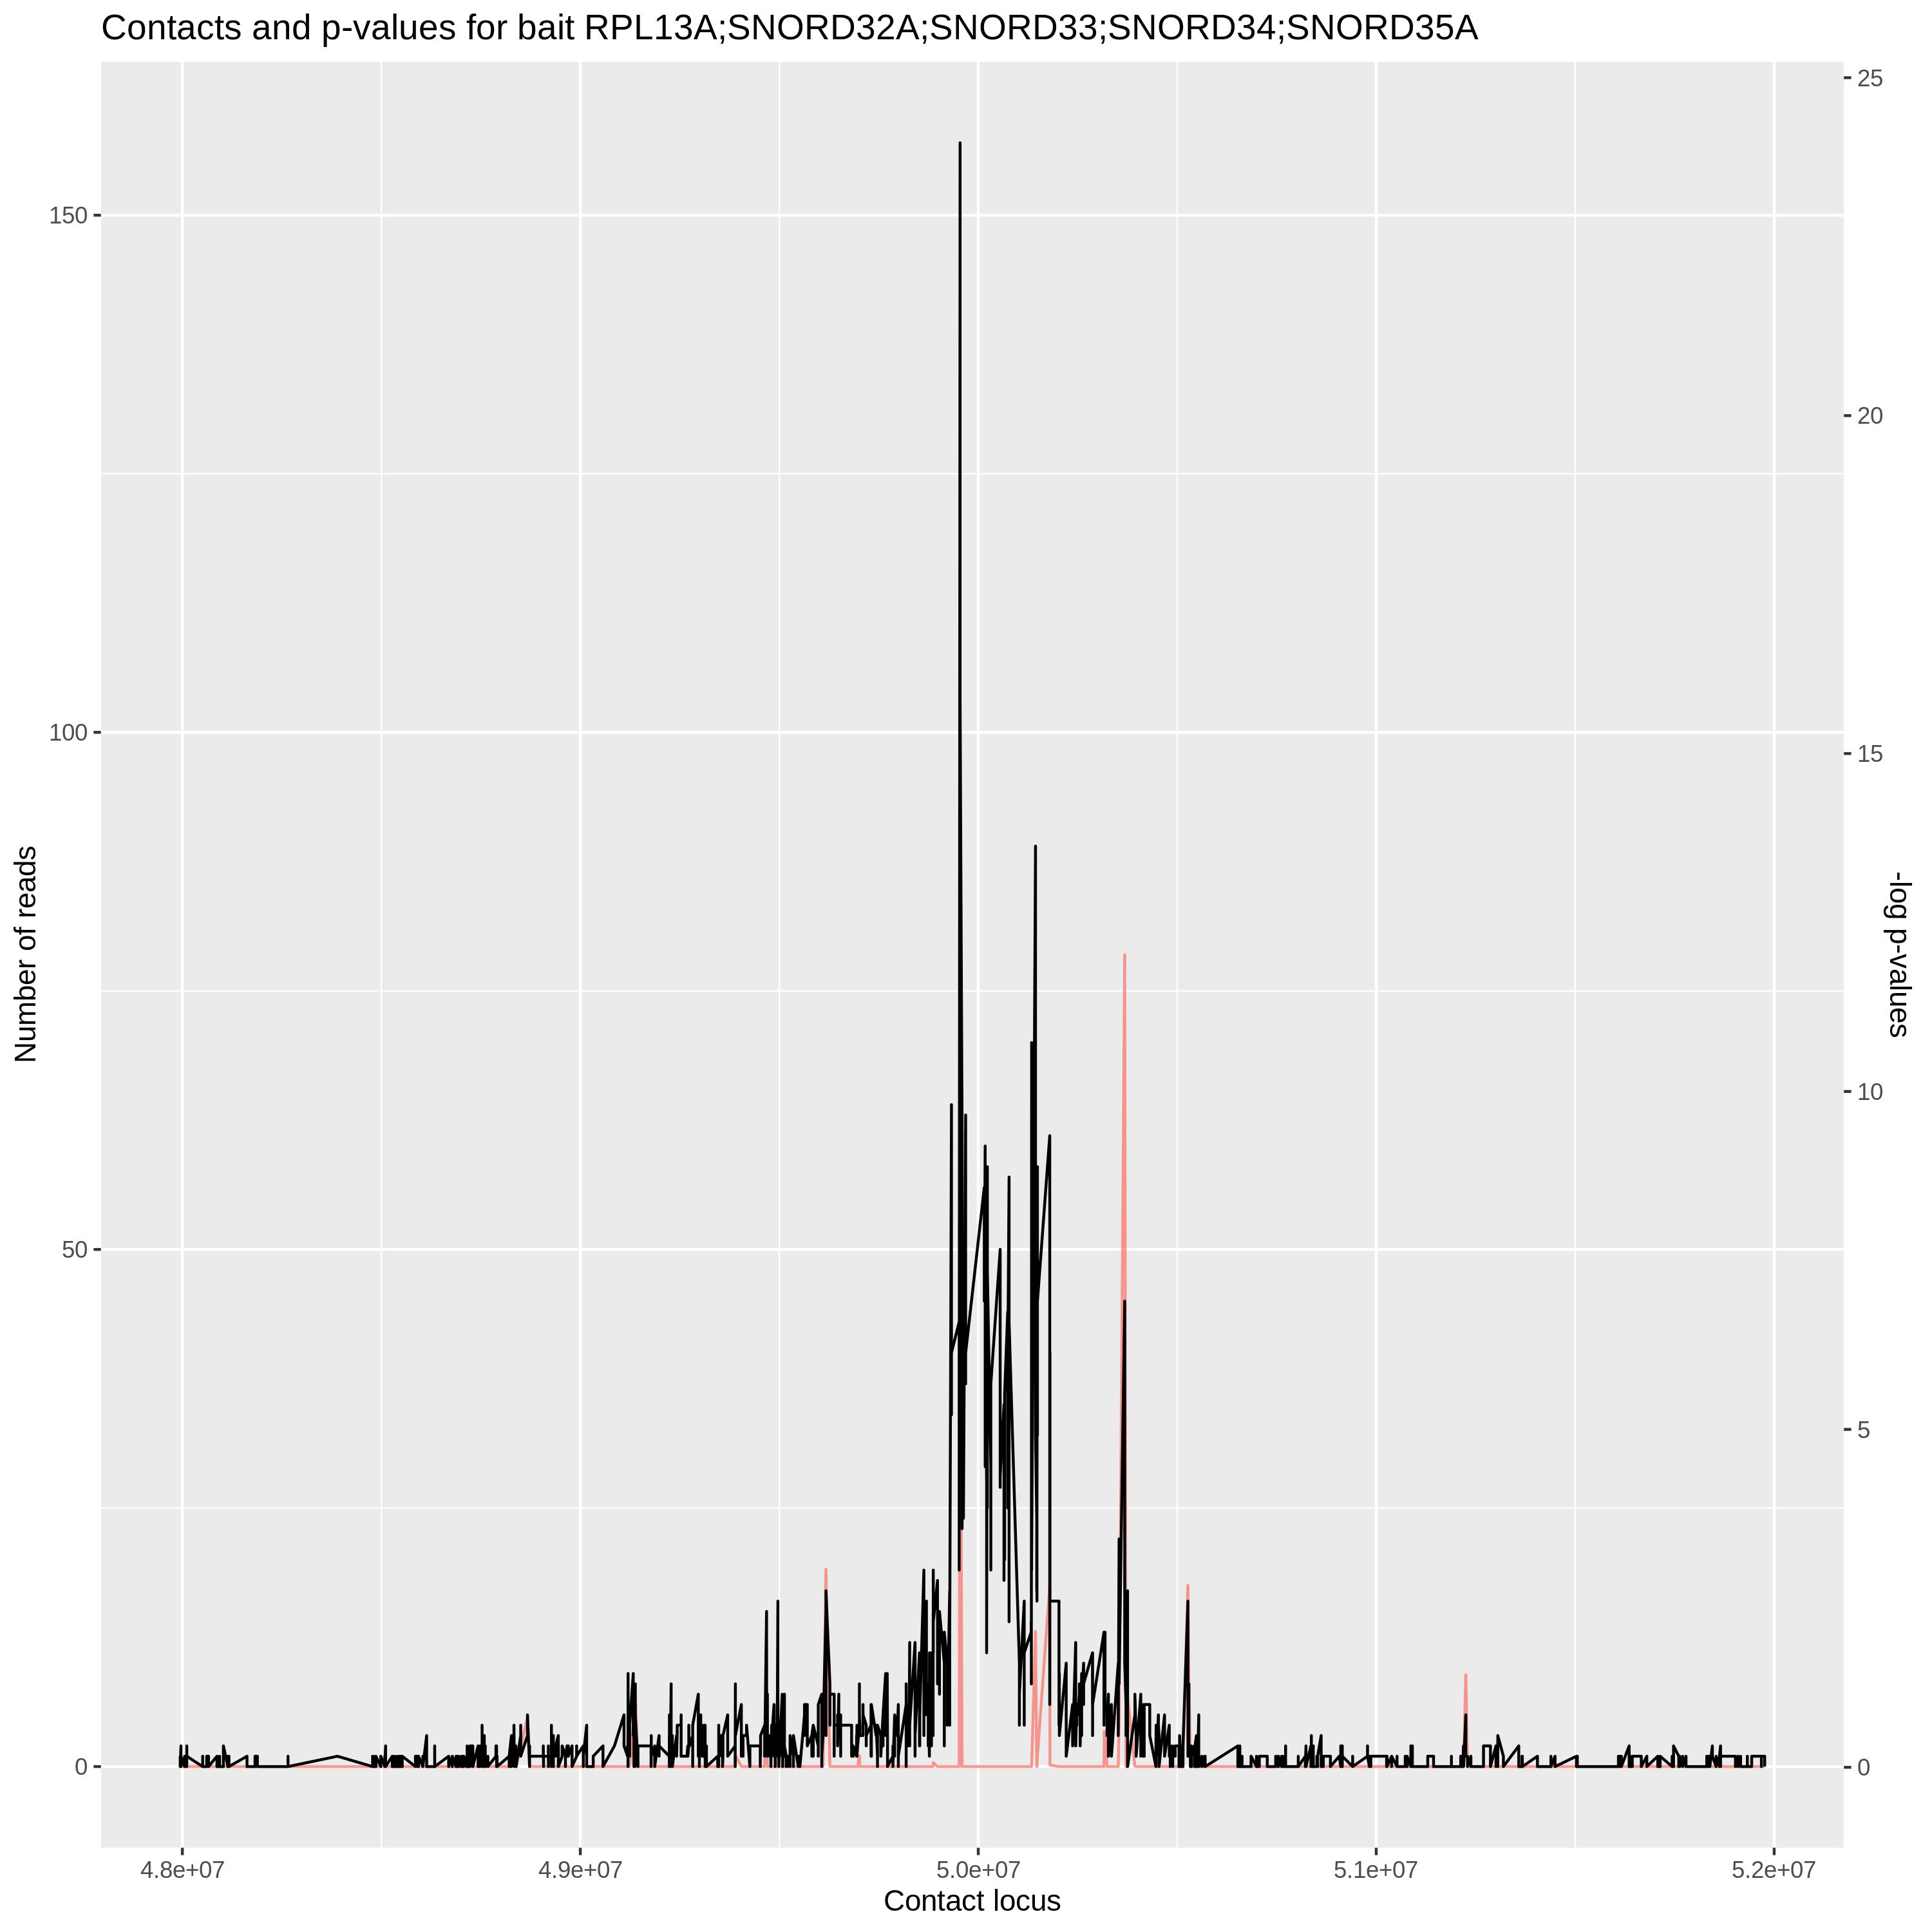 Contacts and p-values for bait RPL13A;SNORD32A;SNORD33;SNORD34;SNORD35A
150
100
50
0
Number of reads
25
20
15
10
5
0
-log p-values
4.8e+07
4.9e+07
5.0e+07
5.1e+07
5.2e+07
Contact locus